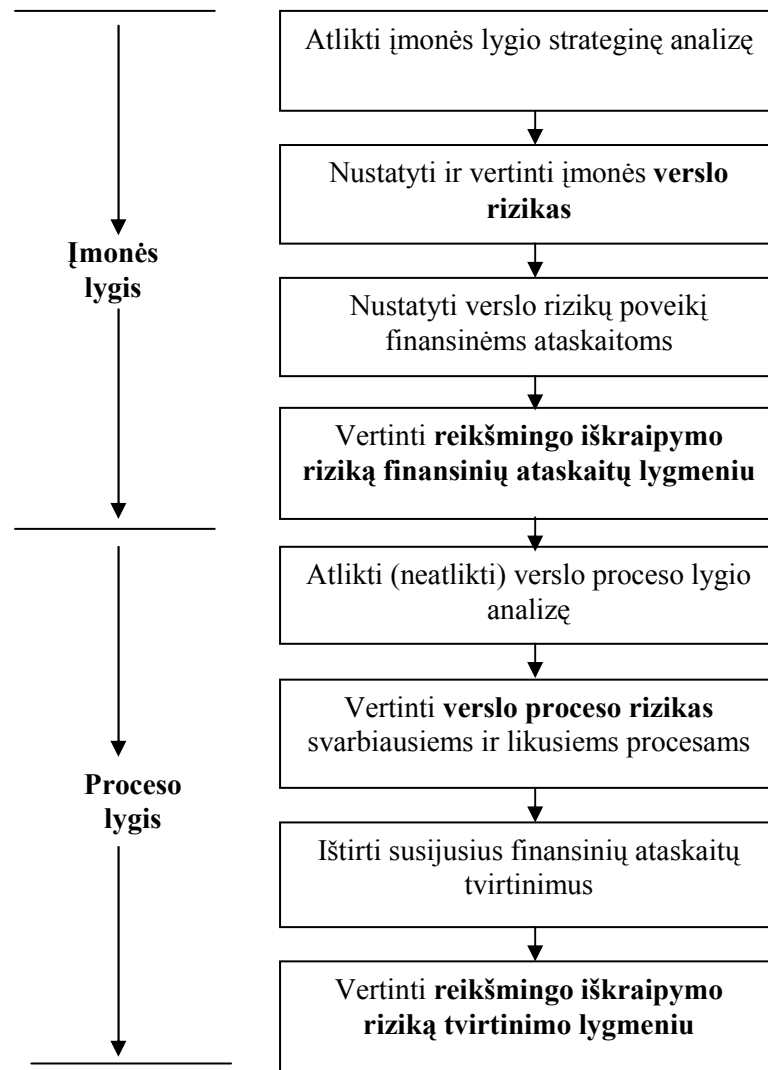 Atlikti įmonės lygio strateginę analizę
Nustatyti ir vertinti įmonės verslo
rizikas
Įmonės
lygis
Nustatyti verslo rizikų poveikį
finansinėms ataskaitoms
Vertinti reikšmingo iškraipymo
riziką finansinių ataskaitų lygmeniu
Atlikti (neatlikti) verslo proceso lygio
analizę
Vertinti verslo proceso rizikas
svarbiausiems ir likusiems procesams
Proceso
lygis
Ištirti susijusius finansinių ataskaitų
tvirtinimus
Vertinti reikšmingo iškraipymo
riziką tvirtinimo lygmeniu